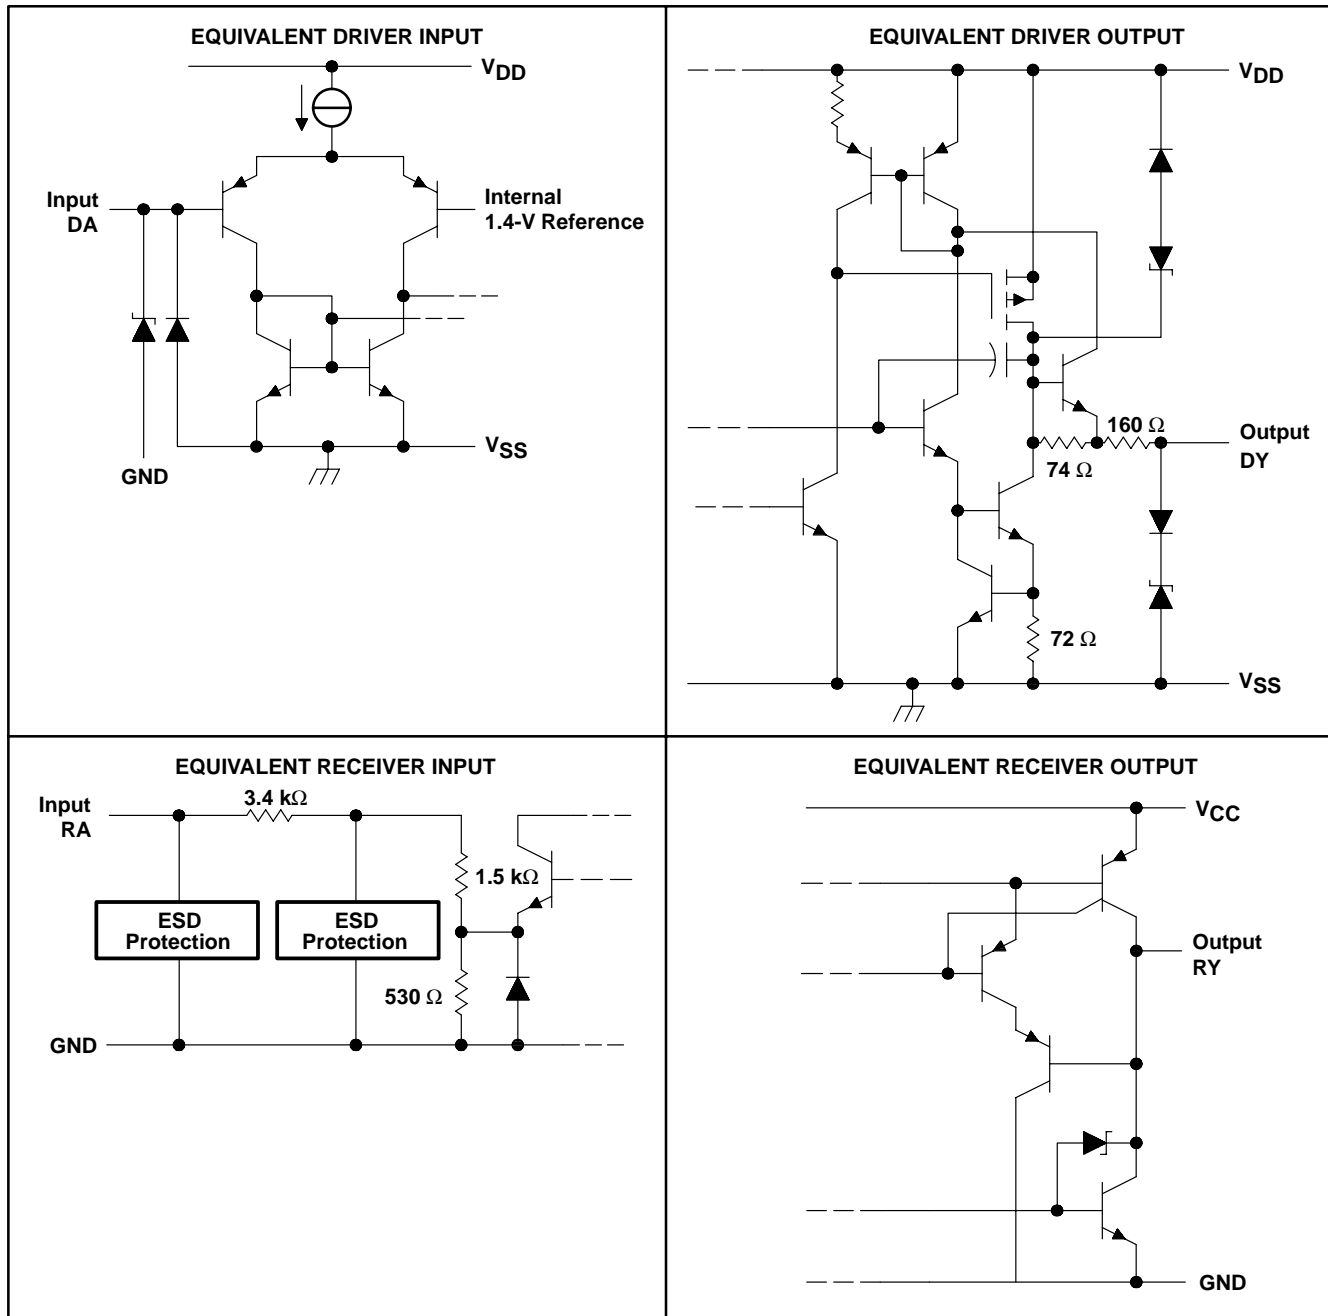 EQUIVALENT DRIVER INPUT
VDD
Input
DA
Internal
1.4-V Reference
VSS
GND
EQUIVALENT DRIVER OUTPUT
VDD
160 Ω
Output
DY
74 Ω
72 Ω
VSS
EQUIVALENT RECEIVER INPUT
Input
RA
3.4 kΩ
1.5 kΩ
ESD
Protection
ESD
Protection
530 Ω
GND
EQUIVALENT RECEIVER OUTPUT
VCC
Output
RY
GND